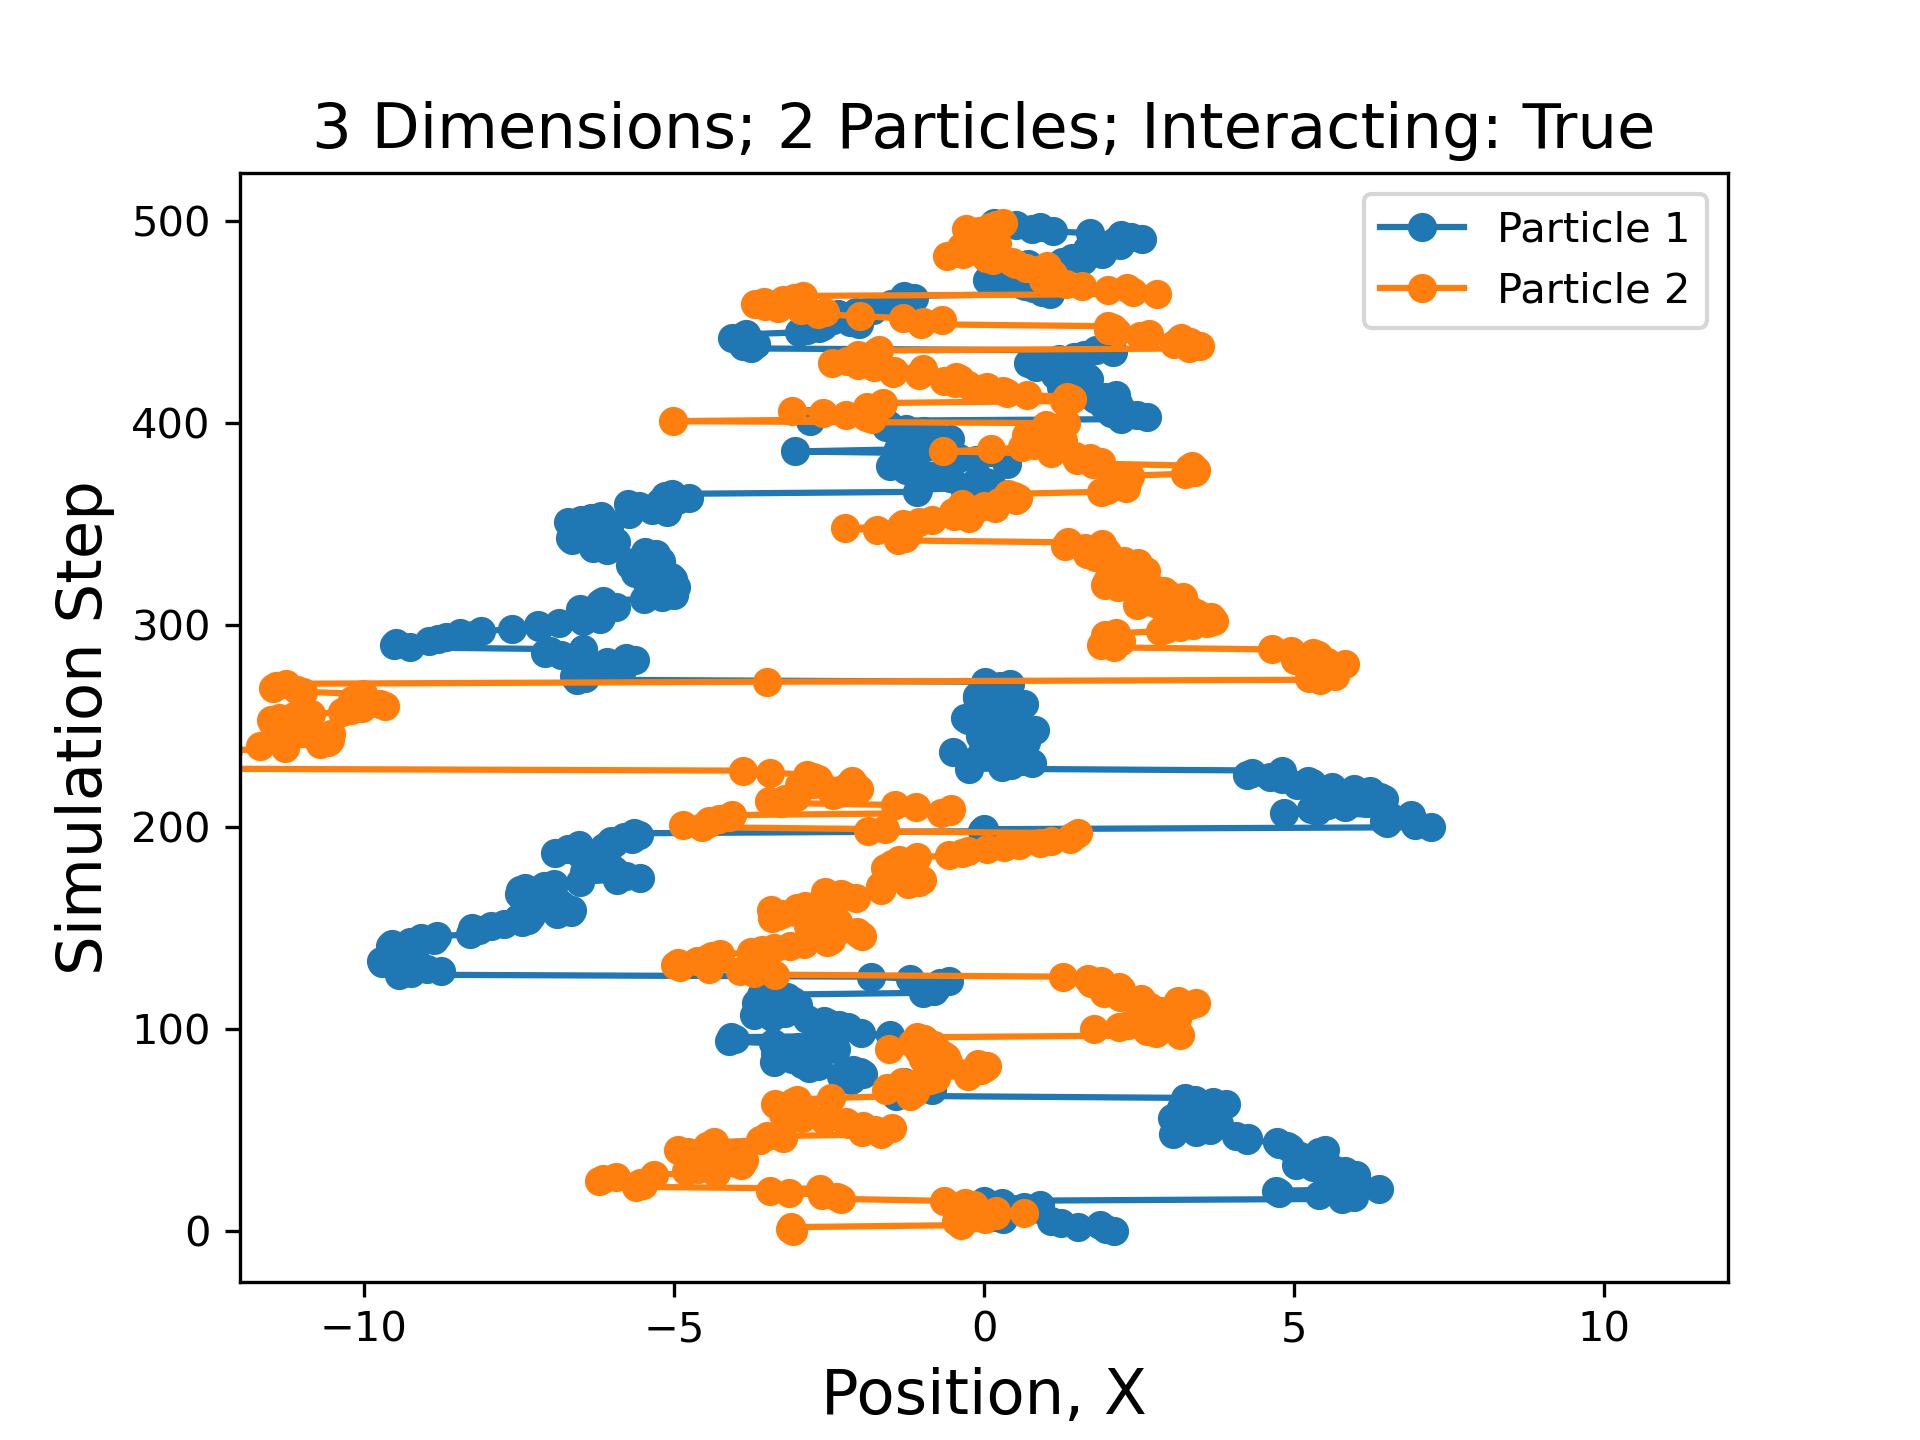 3 Dimensions; 2 Particles; Interacting: True
Particle 1
Particle 2
Simulation Step
500
400
300
200
100
0
−10
−5
0
5
10
Position, X